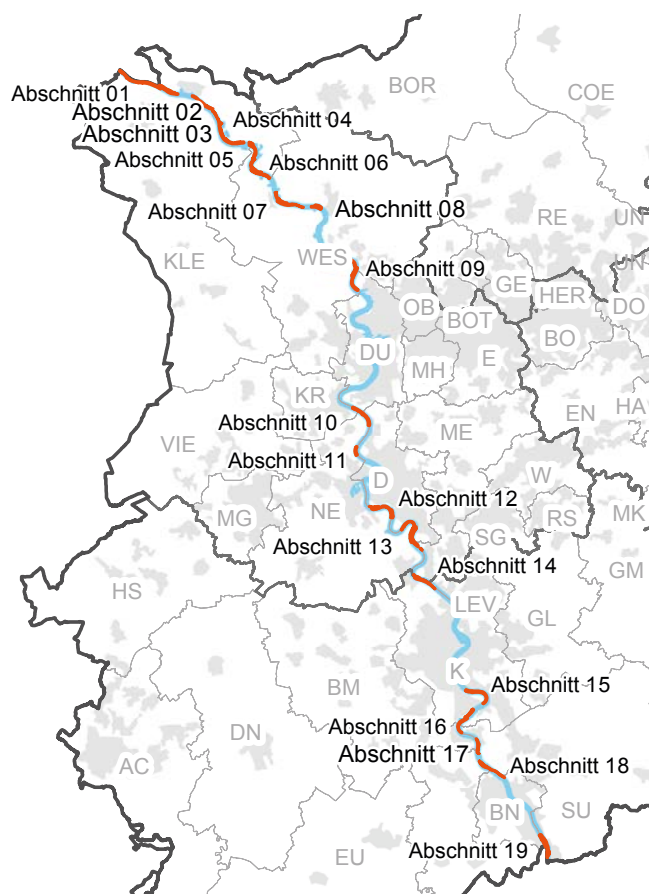 BOR
COE
Abschnitt 01
Abschnitt 02
Abschnitt 03
Abschnitt 04
Abschnitt 05
Abschnitt 06
Abschnitt 07
Abschnitt 08
RE
UN
WES
KLE
Abschnitt 09
GE
HER
UN
DO
OB
BOT
BO
DU
MH
E
KR
EN
HA
Abschnitt 10
VIE
ME
Abschnitt 11
D
W
Abschnitt 12
NE
RS
MK
MG
SG
Abschnitt 13
Abschnitt 14
GM
HS
LEV
GL
K
BM
Abschnitt 15
Abschnitt 16
DN
Abschnitt 17
AC
Abschnitt 18
BN
SU
Abschnitt 19
EU